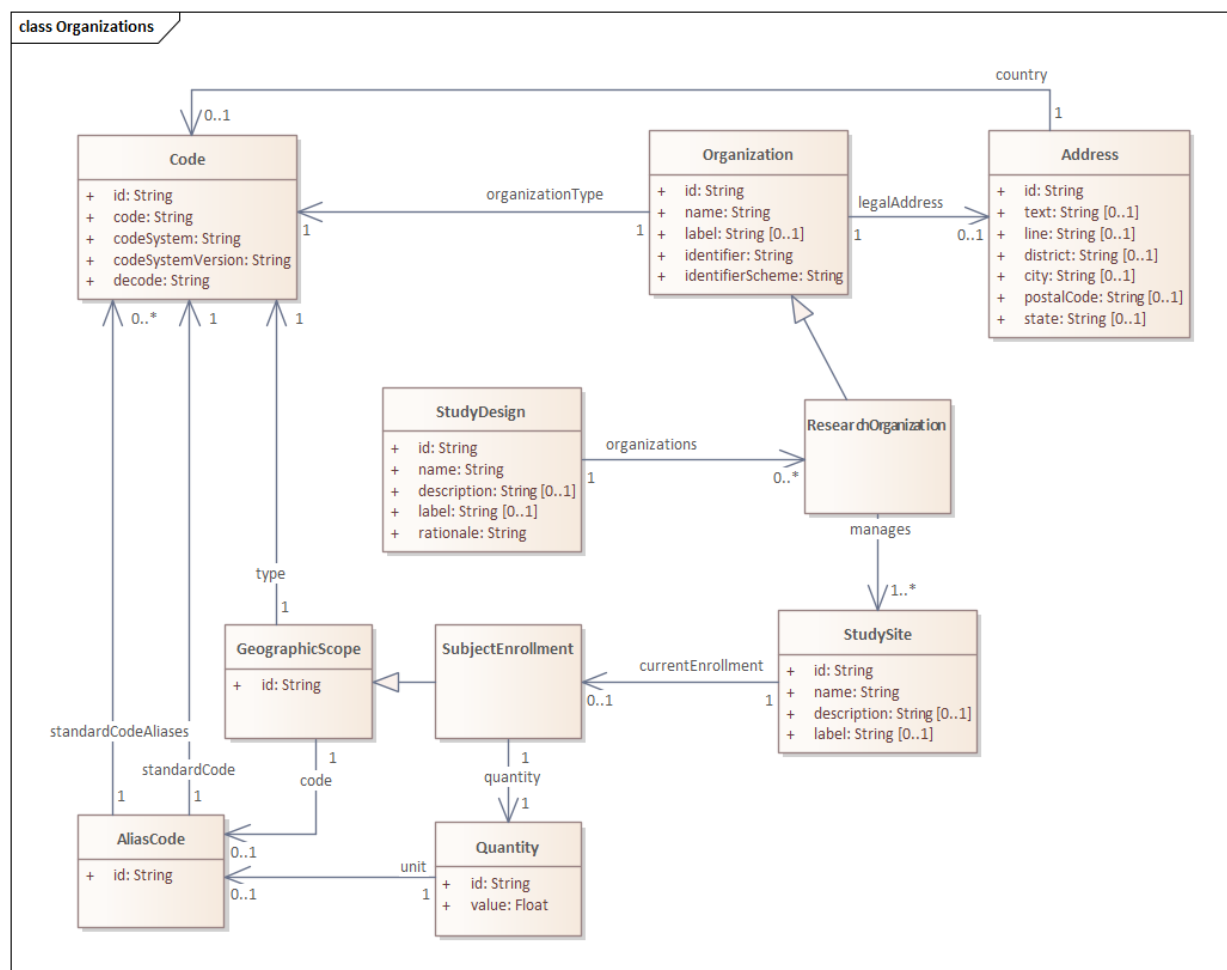 class Organizations
country
0..1
1
Code
+ id: String
+ code: String
+ codeSystem: String
+ codeSystemVersion: String
+ decode: String
organizationType
1
1
Organization
+ id: String
+ name: String
+ label: String [0..1]
+ identifier: String
+ identifierScheme: String
legalAddress
1
0..1
Address
+ id: String
+ text: String [0..1]
+ line: String [0..1]
+ district: String [0..1]
+ city: String [0..1]
+ postalCode: String [0..1]
+ state: String [0..1]
0..*
1
1
StudyDesign
+ id: String
+ name: String
+ description: String [0..1]
+ label: String [0..1]
+ rationale: String
organizations
1
0..*
ResearchOrganization
manages
1..*
type
1
GeographicScope
+ id: String
SubjectEnrollment
currentEnrollment
0..1
1
StudySite
+ id: String
+ name: String
+ description: String [0..1]
+ label: String [0..1]
standardCodeAliases
1
standardCode
1
1
code
0..1
1
quantity
1
AliasCode
+ id: String
unit
0..1
1
Quantity
+ id: String
+ value: Float